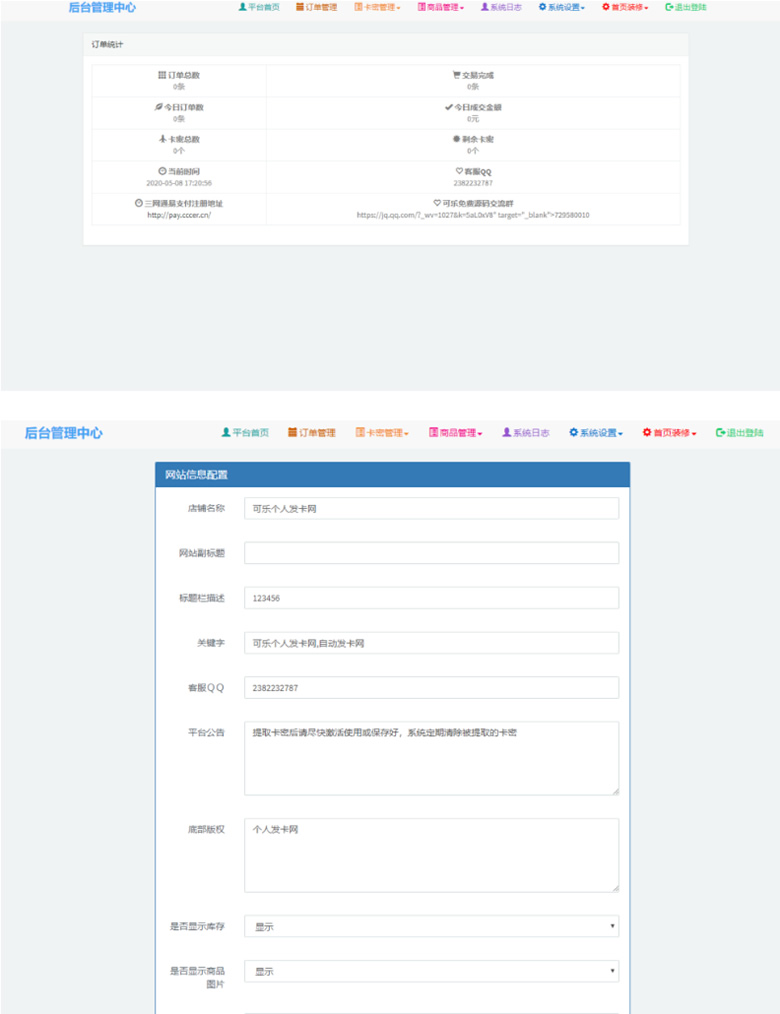 后台管理中心 平台首页 订单管理 卡密管理 商品管理 系统日志 系统设置 首页装修 退出登陆
订单统计
订单总数 交易完成
0条 0条
今日订单数 今日成交金额
0条 0元
卡密总数 剩余卡密
0个 0个
当前时间 客服QQ
2020-05-08 17:20:56 2382232787
三网通易支付注册地址 可乐免费源码交流群
http://pay.cccer.cn/ https://jq.qq.com/?_wv=1027&k=5aL0xV8" target="_blank">729580010
后台管理中心 平台首页 订单管理 卡密管理 商品管理 系统日志 系统设置 首页装修 退出登陆
网站信息配置
店铺名称 可乐个人发卡网
网站副标题
标题栏描述 123456
关键字 可乐个人发卡网,自动发卡网
客服QQ 2382232787
平台公告 提取卡密后请尽快激活使用或保存好，系统定期清除被提取的卡密
底部版权 个人发卡网
是否显示库存 显示
是否显示商品 显示
图片